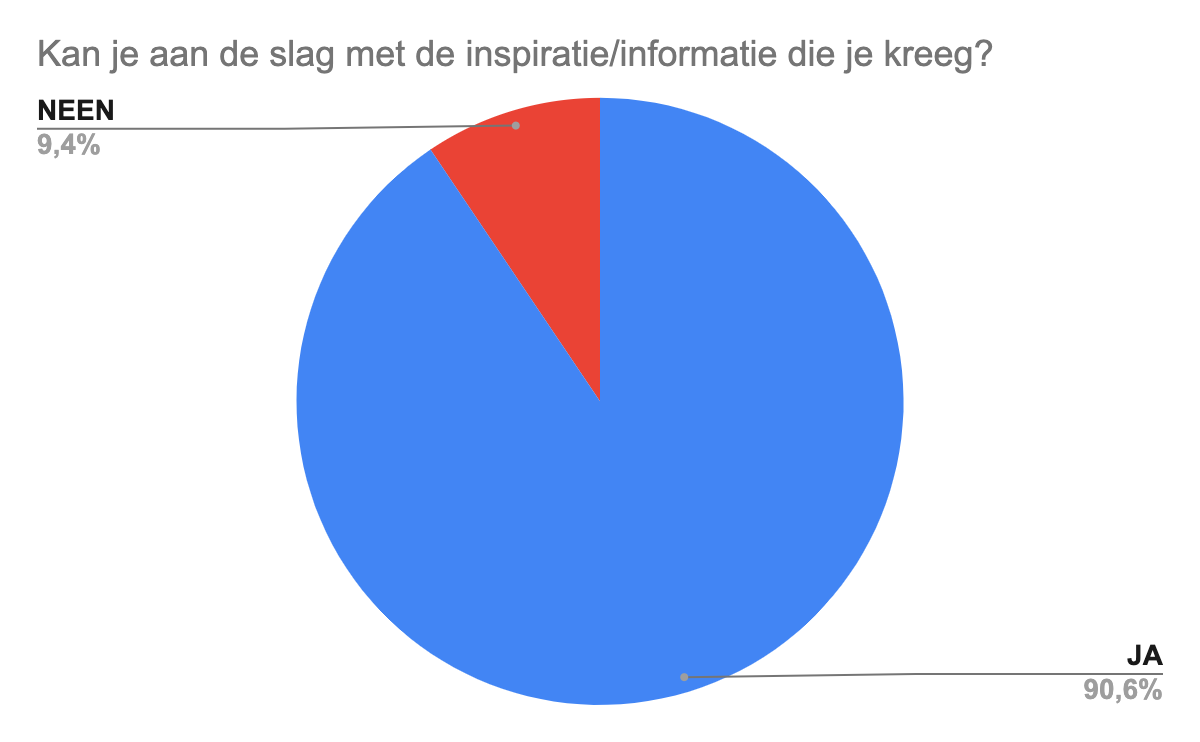 Kan je aan de slag met de inspiratie/informatie die je kreeg?
NEEN
9,4%
JA
90,6%